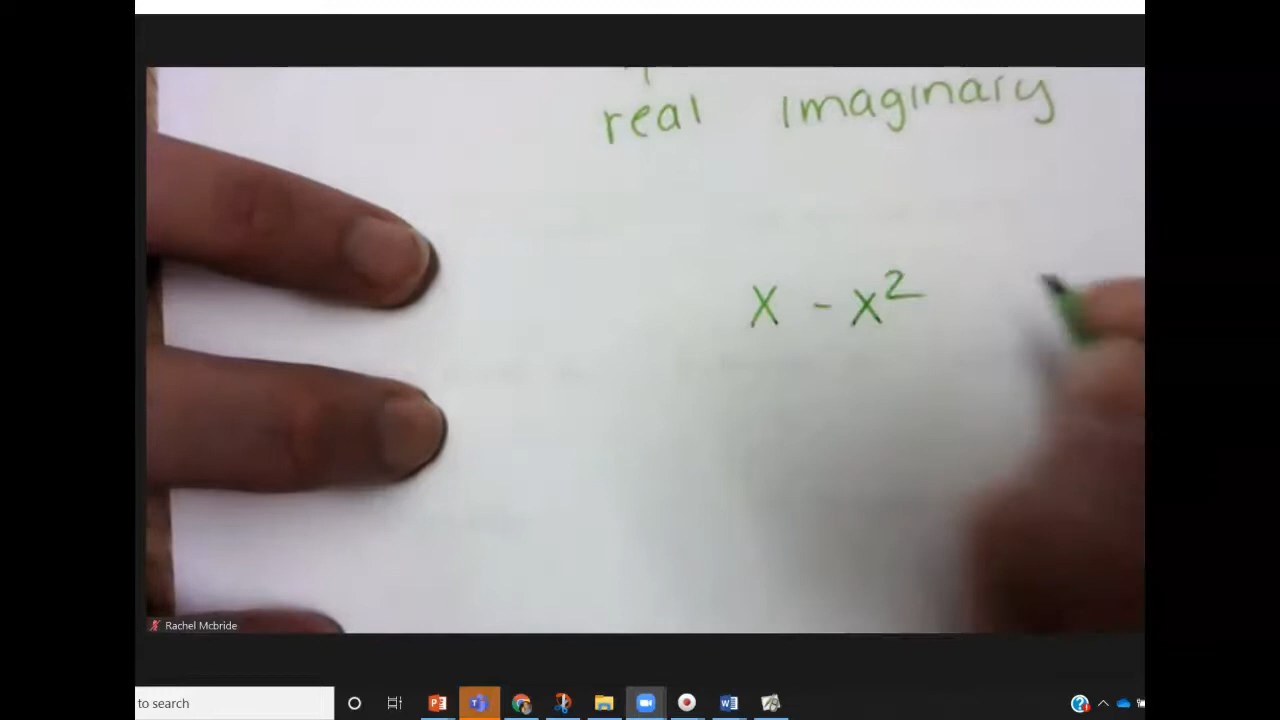 real imaginary
x - x²
Rachel Mcbride
to search